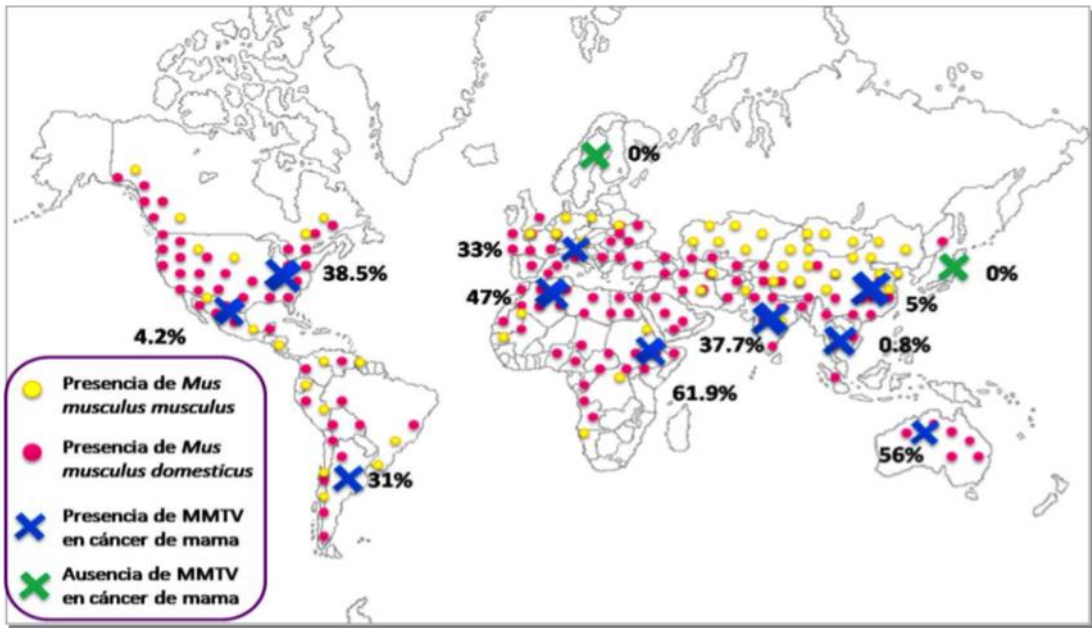 0%
33%
38.5%
0%
47%
5%
4.2%
37.7%
0.8%
61.9%
56%
31%
Presencia de Mus
musculus musculus
Presencia de Mus
musculus domesticus
Presencia de MMTV
en cáncer de mama
Ausencia de MMTV
en cáncer de mama